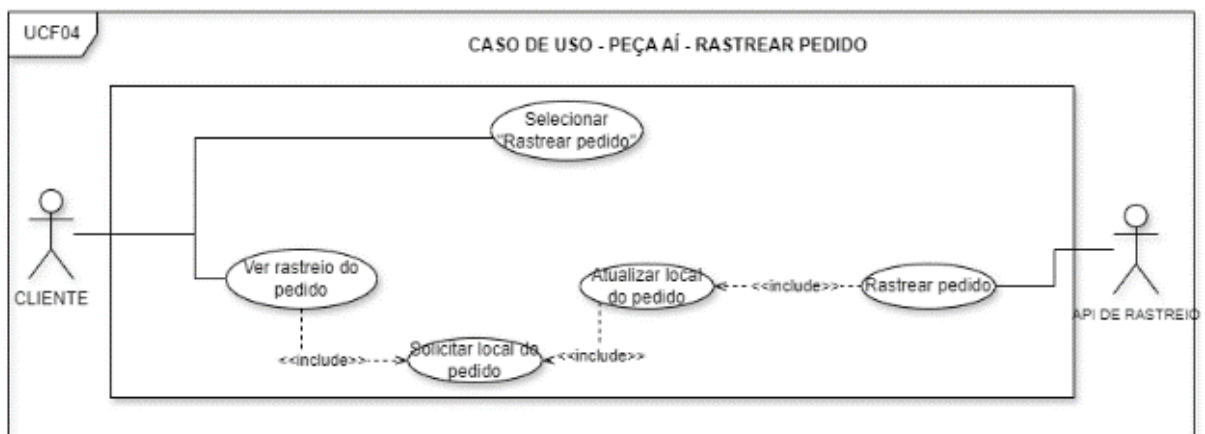 UCF04
CASO DE USO - PEÇA AÍ - RASTREAR PEDIDO
Selecionar
"Rastrear pedido"
CLIENTE
Ver rastreio do
pedido
Atualizar local
do pedido
<<include>>
Rastrear pedido
API DE RASTREIO
<<include>>
Solicitar local do
pedido
<<include>>